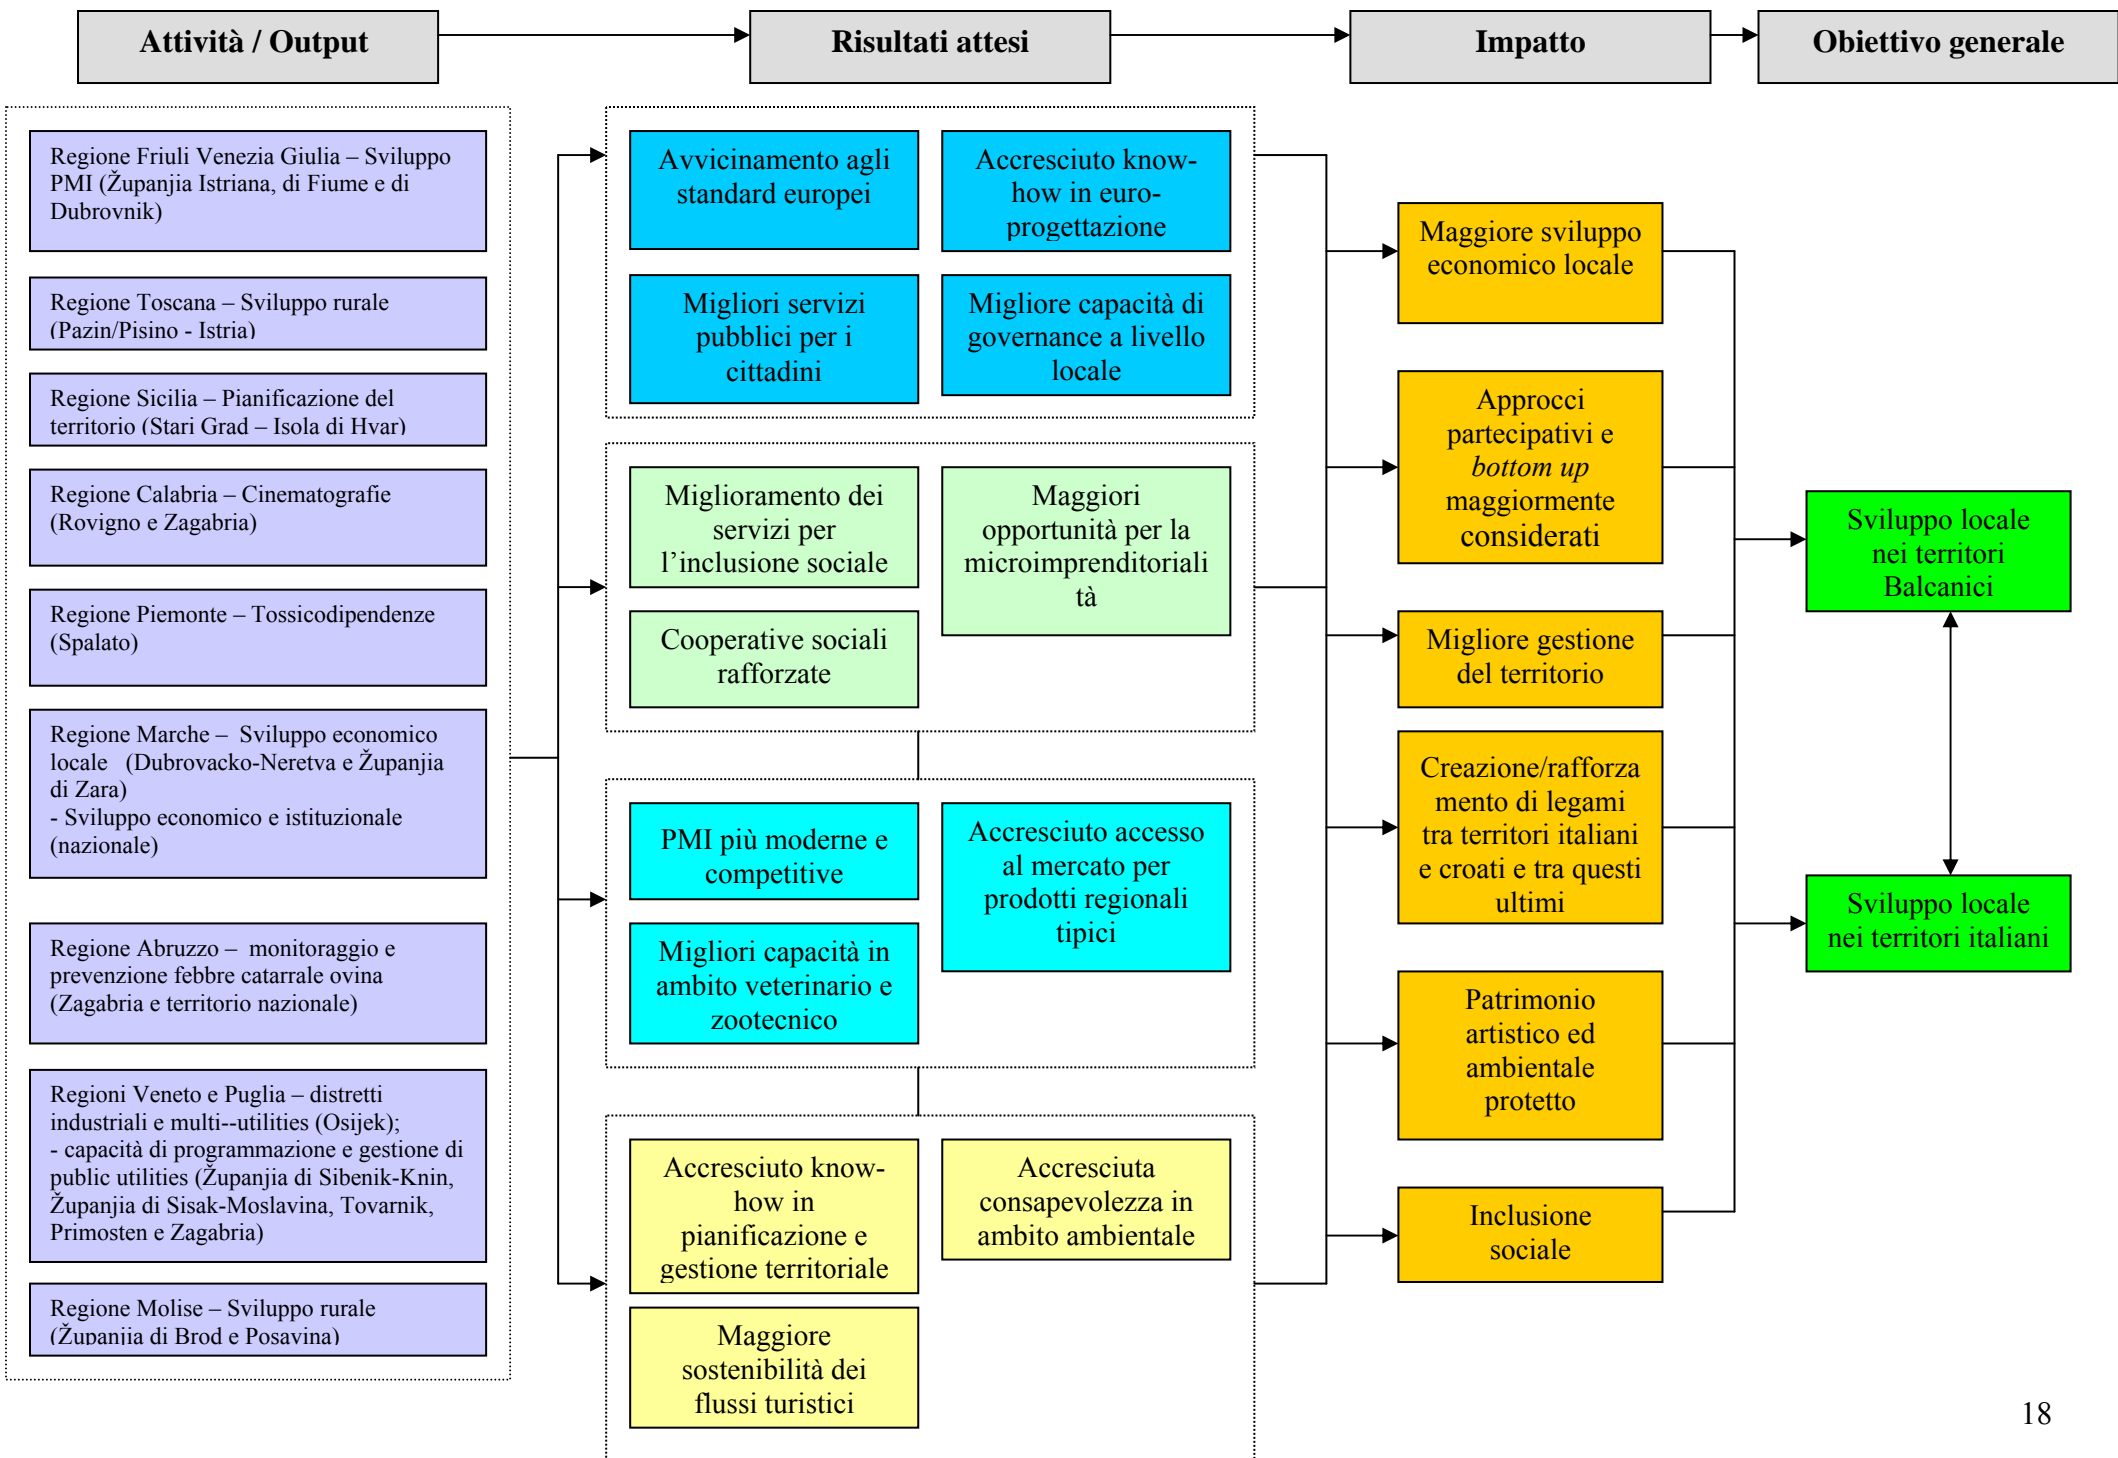 Attività / Output
Risultati attesi
Impatto
Obiettivo generale
Regione Friuli Venezia Giulia – Sviluppo
PMI (Županjia Istriana, di Fiume e di
Dubrovnik)
Regione Toscana – Sviluppo rurale
(Pazin/Pisino - Istria)
Regione Sicilia – Pianificazione del
territorio (Stari Grad – Isola di Hvar)
Regione Calabria – Cinematografie
(Rovigno e Zagabria)
Regione Piemonte – Tossicodipendenze
(Spalato)
Regione Marche – Sviluppo economico
locale (Dubrovacko-Neretva e Županjia
di Zara)
- Sviluppo economico e istituzionale
(nazionale)
Regione Abruzzo – monitoraggio e
prevenzione febbre catarrale ovina
(Zagabria e territorio nazionale)
Regioni Veneto e Puglia – distretti
industriali e multi--utilities (Osijek);
- capacità di programmazione e gestione di
public utilities (Županjia di Sibenik-Knin,
Županjia di Sisak-Moslavina, Tovarnik,
Primosten e Zagabria)
Regione Molise – Sviluppo rurale
(Županjia di Brod e Posavina)
Avvicinamento agli
standard europei
Accresciuto know-
how in euro-
progettazione
Migliori servizi
pubblici per i
cittadini
Migliore capacità di
governance a livello
locale
Miglioramento dei
servizi per
l’inclusione sociale
Maggiori
opportunità per la
microimprenditoriali
tà
Cooperative sociali
rafforzate
PMI più moderne e
competitive
Accresciuto accesso
al mercato per
prodotti regionali
tipici
Migliori capacità in
ambito veterinario e
zootecnico
Accresciuto know-
how in
pianificazione e
gestione territoriale
Accresciuta
consapevolezza in
ambito ambientale
Maggiore
sostenibilità dei
flussi turistici
Maggiore sviluppo
economico locale
Approcci
partecipativi e
bottom up
maggiormente
considerati
Migliore gestione
del territorio
Creazione/rafforza
mento di legami
tra territori italiani
e croati e tra questi
ultimi
Patrimonio
artistico ed
ambientale
protetto
Inclusione
sociale
Sviluppo locale
nei territori
Balcanici
Sviluppo locale
nei territori italiani
18